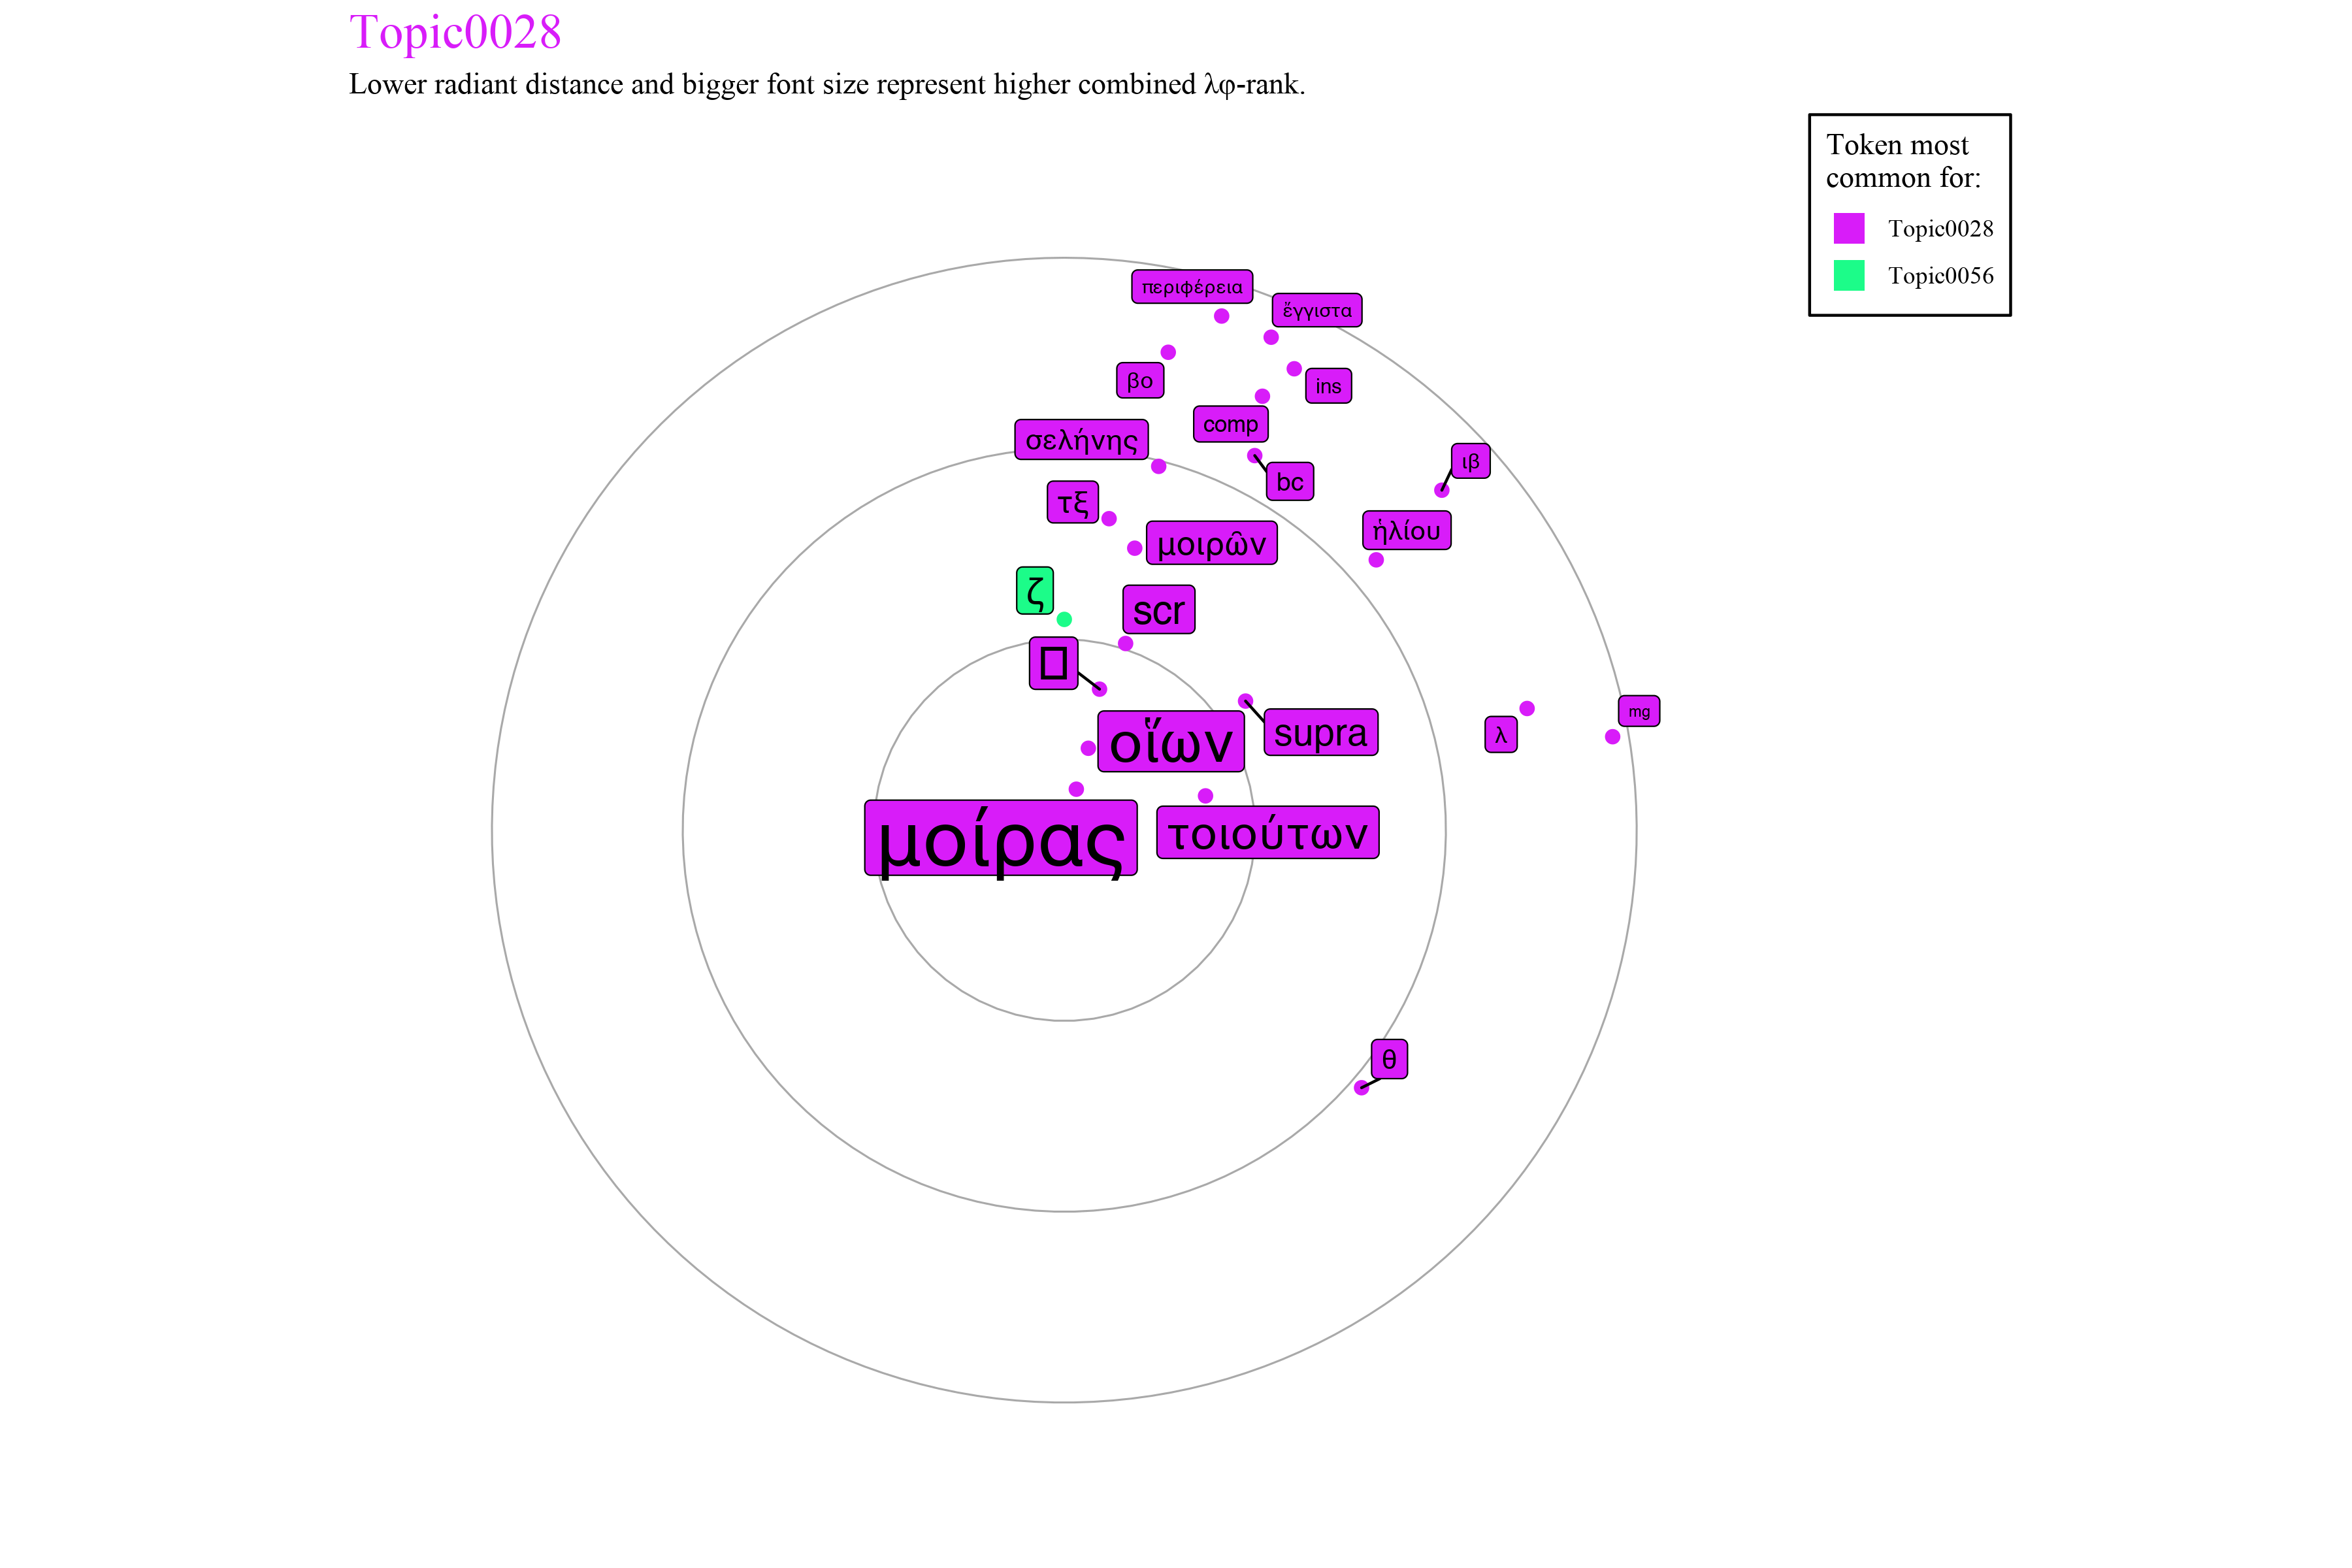 Topic0028
Lower radiant distance and bigger font size represent higher combined λφ-rank.
Token most
common for:
Topic0028
Topic0056
περιφέρεια
ἔγγιστα
βο
ins
comp
σελήνης
ιβ
bc
τξ
ἡλίου
μοιρῶν
ζ
scr
οἵων
supra
mg
λ
μοίρας
τοιούτων
θ